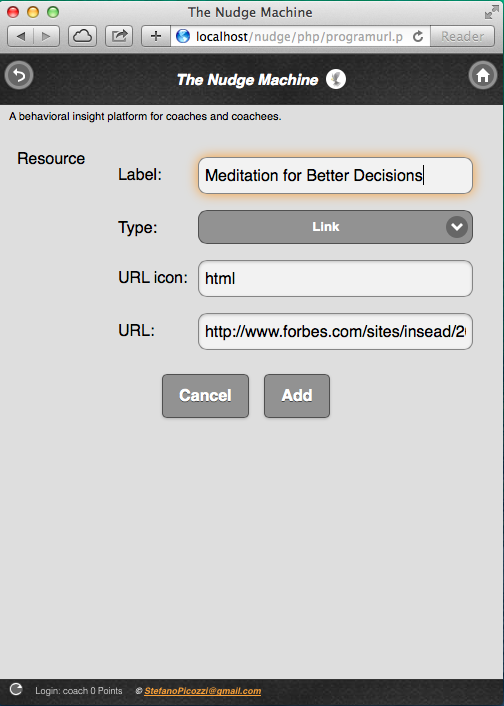 The Nudge Machine
localhost/nudge/php/programurl.p
Reader
The Nudge Machine
A behavioral insight platform for coaches and coachees.
Resource
Label:
Meditation for Better Decisions
Type:
Link
URL icon:
html
URL:
http://www.forbes.com/sites/insead/20
Cancel
Add
Login: coach 0 Points
© StefanoPicozzi@gmail.com